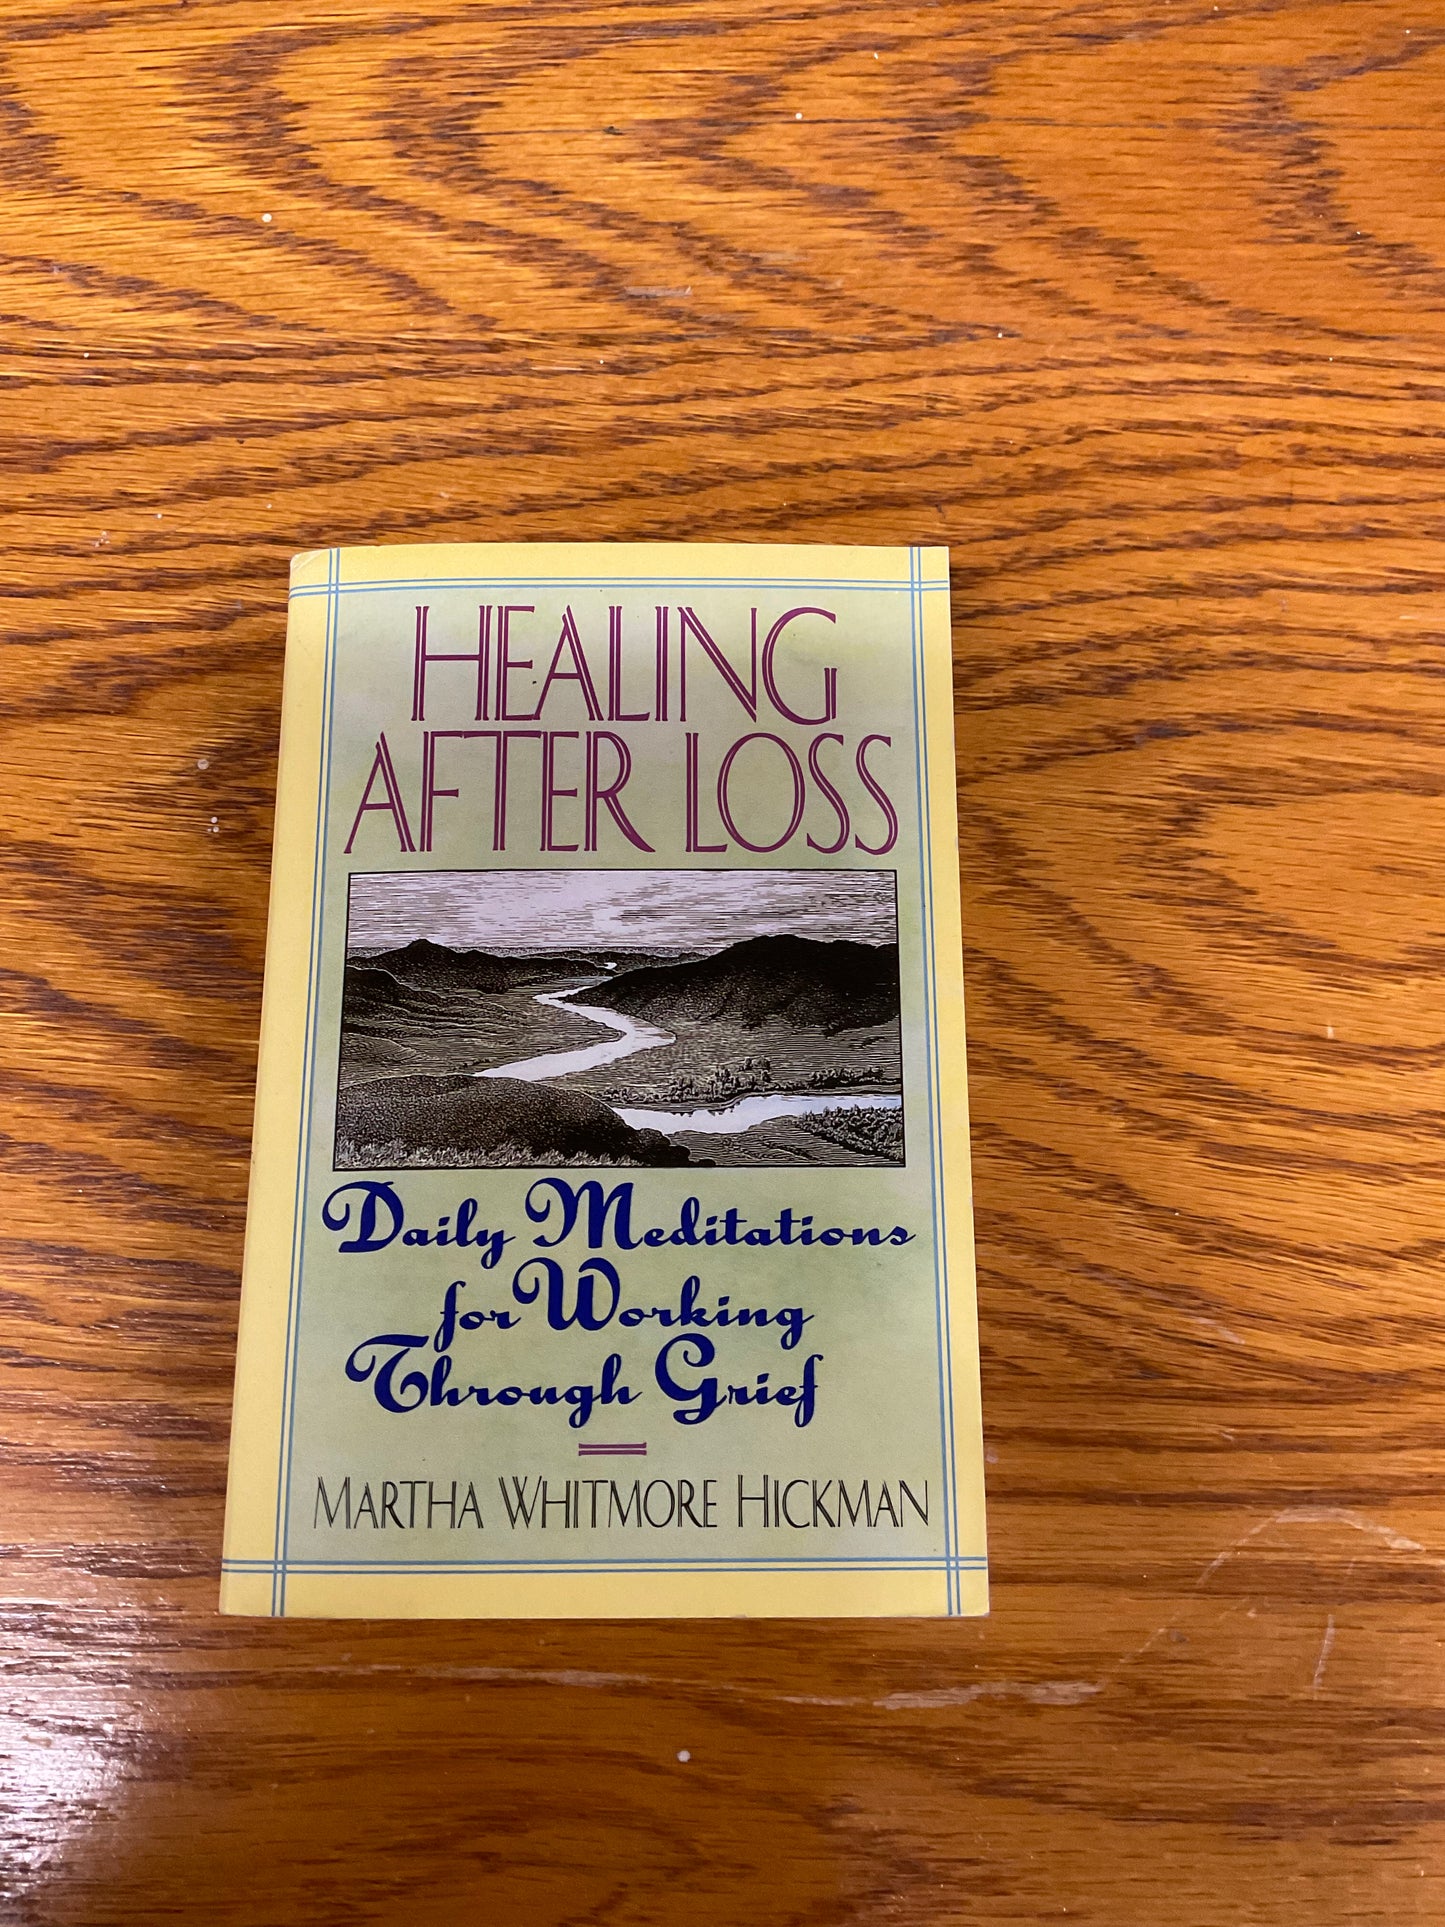 HEALING
AFTER LOSS
Daily Meditations
for Working
Through Grief
MARTHA WHITMORE HICKMAN